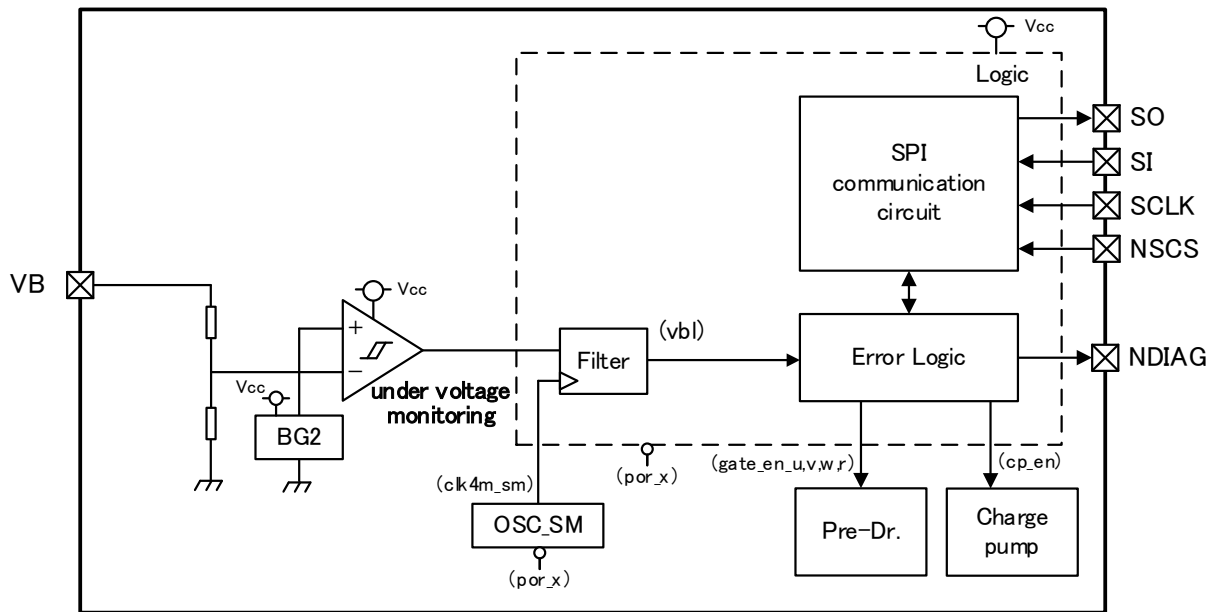 Vcc
Logic
SO
SPI
communication
circuit
SI
SCLK
NSCS
VB
Vcc
+
−
(vbl)
Filter
Error Logic
NDIAG
under voltage
monitoring
Vcc
BG2
(clk4m_sm)
(por_x)
(gate_en_u,v,w,r)
(cp_en)
OSC_SM
(por_x)
Pre-Dr.
Charge
pump